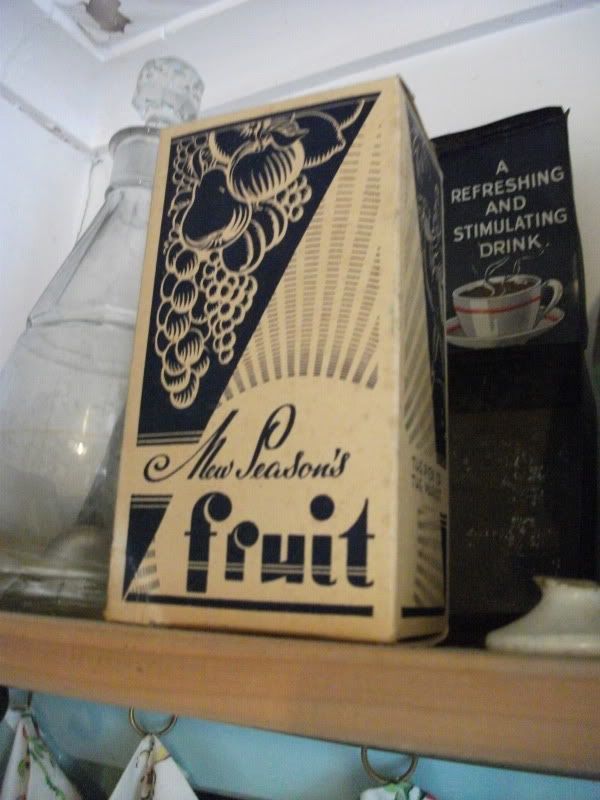 New Season's
fruit
A
REFRESHING
AND
STIMULATING
DRINK